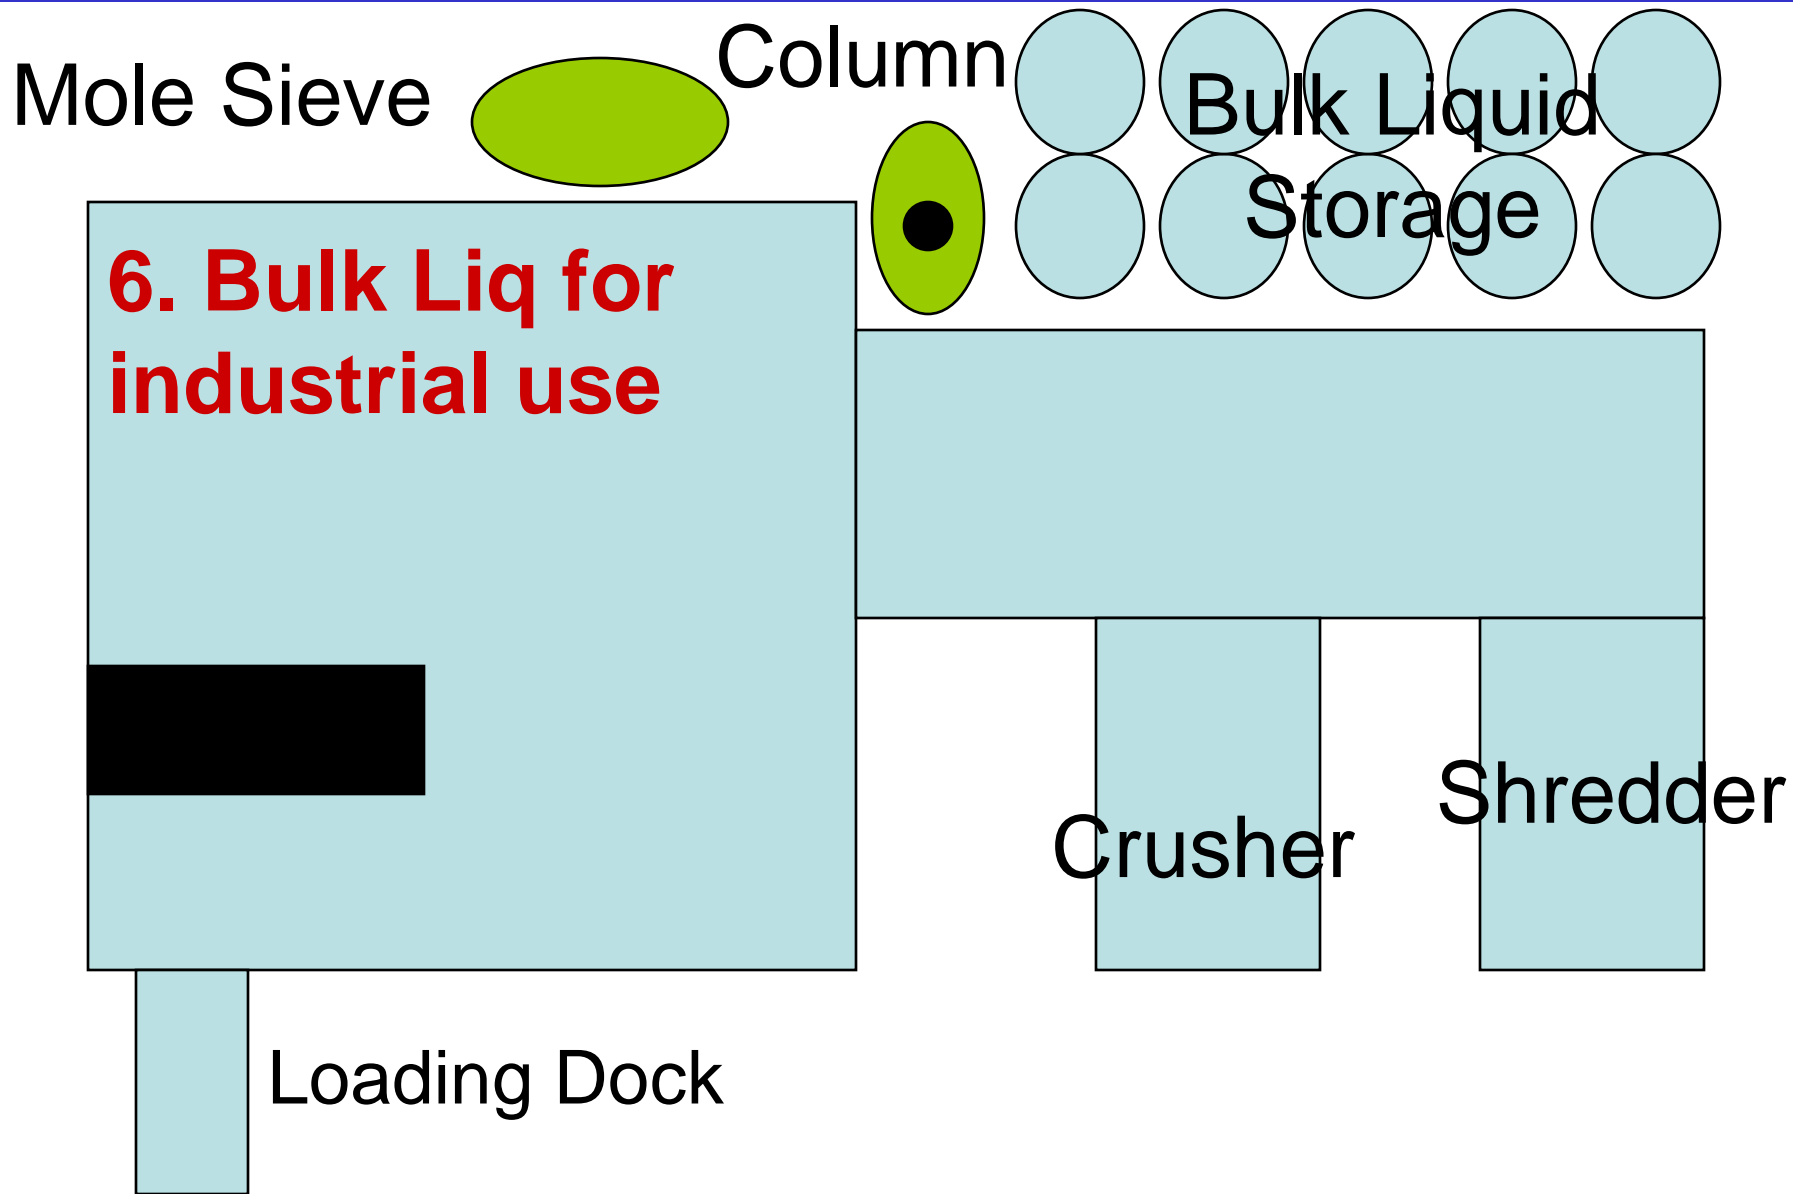 Mole Sieve
Column
Bulk Liquid
Storage
6. Bulk Liq for
industrial use
Shredder
Crusher
Loading Dock